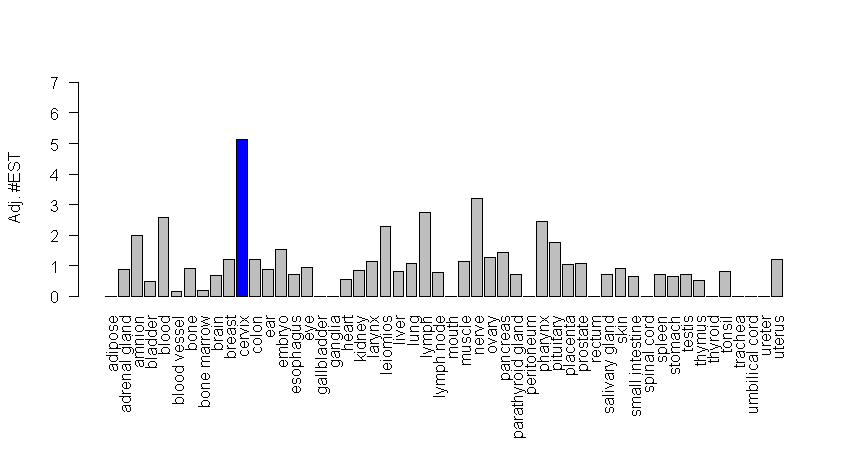 Adj. #EST
7
6
5
4
3
2
1
0
adipose
adrenal gland
amnion
bladder
blood
blood vessel
bone
bone marrow
brain
breast
cervix
colon
ear
embryo
esophagus
eye
gallbladder
ganglia
heart
kidney
larynx
leiomios
liver
lung
lymph
lymph node
mouth
muscle
nerve
ovary
pancreas
parathyroid gland
peritoneum
pharynx
pituitary
placenta
prostate
rectum
salivary gland
skin
small intestine
spinal cord
spleen
stomach
testis
thymus
thyroid
tonsil
trachea
umbilical cord
ureter
uterus